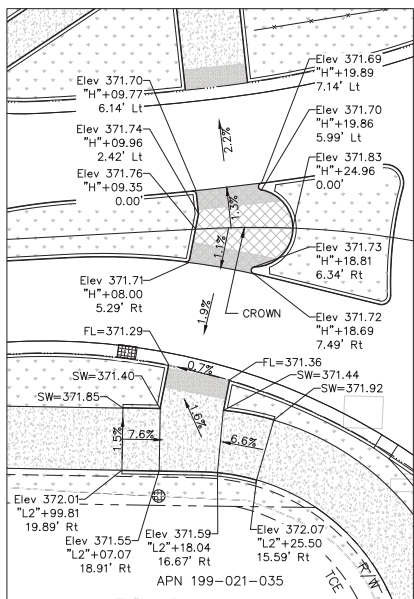 Elev 371.70
"H"+09.77
6.14' Lt
Elev 371.74
"H"+09.96
2.42' Lt
Elev 371.76
"H"+09.35
0.00'
Elev 371.69
"H"+19.89
7.14' Lt
Elev 371.70
"H"+19.86
5.99' Lt
Elev 371.83
"H"+24.96
0.00'
2.2%
1.3%
1.1%
1.9%
Elev 371.73
"H"+18.81
6.34' Rt
Elev 371.71
"H"+08.00
5.29' Rt
CROWN
Elev 371.72
"H"+18.69
7.49' Rt
FL=371.29
0.7%
FL=371.36
SW=371.40
SW=371.44
SW=371.85
SW=371.92
1.5%
7.6%
1.6%
6.6%
Elev 372.01
"L2"+99.81
19.89' Rt
Elev 371.55
"L2"+07.07
18.91' Rt
Elev 371.59
"L2"+18.04
16.67' Rt
Elev 372.07
"L2"+25.50
15.59' Rt
R/W
TCE
APN 199-021-035